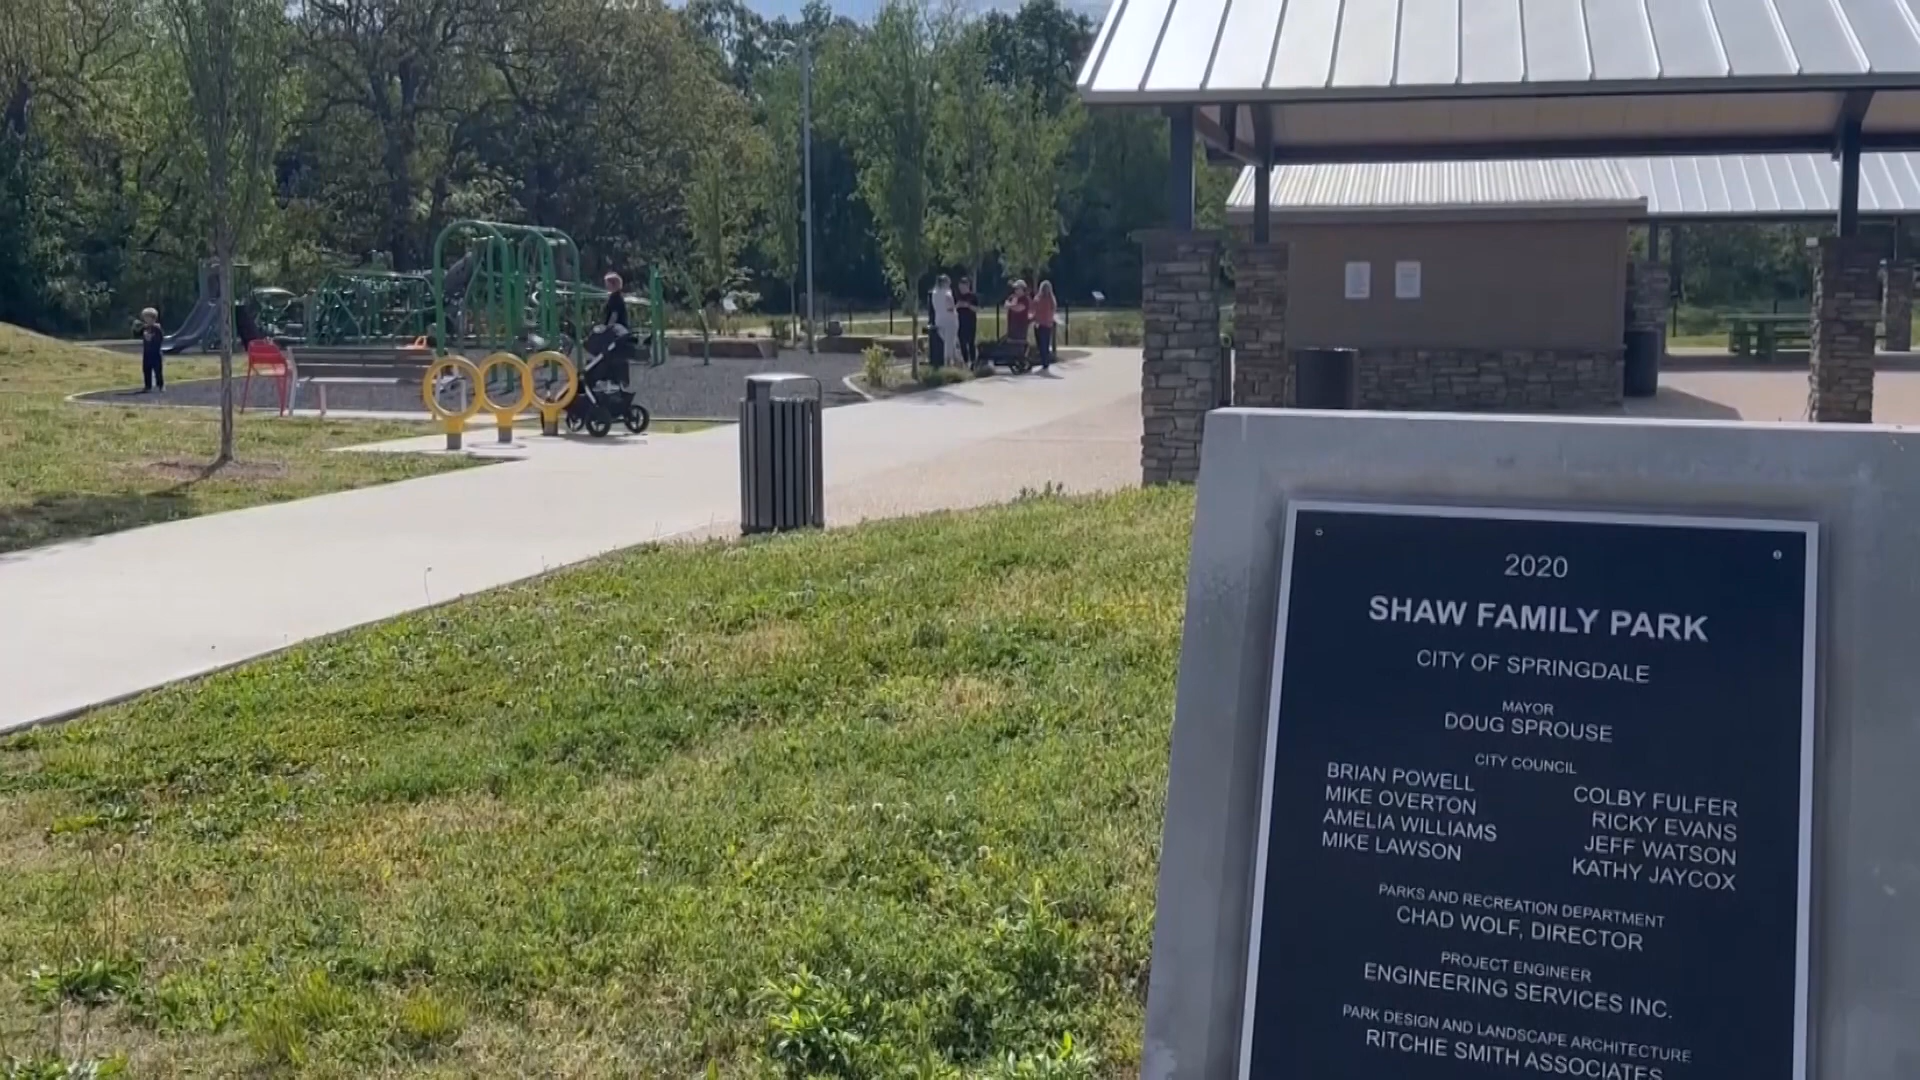 2020
SHAW FAMILY PARK
CITY OF SPRINGDALE
MAYOR
DOUG SPROUSE
CITY COUNCIL
BRIAN POWELL COLBY FULFER
MIKE OVERTON RICKY EVANS
AMELIA WILLIAMS JEFF WATSON
MIKE LAWSON KATHY JAYCOX
PARKS AND RECREATION DEPARTMENT
CHAD WOLF, DIRECTOR
PROJECT ENGINEER
ENGINEERING SERVICES INC.
PARK DESIGN AND LANDSCAPE ARCHITECTURE
RITCHIE SMITH ASSOCIATES